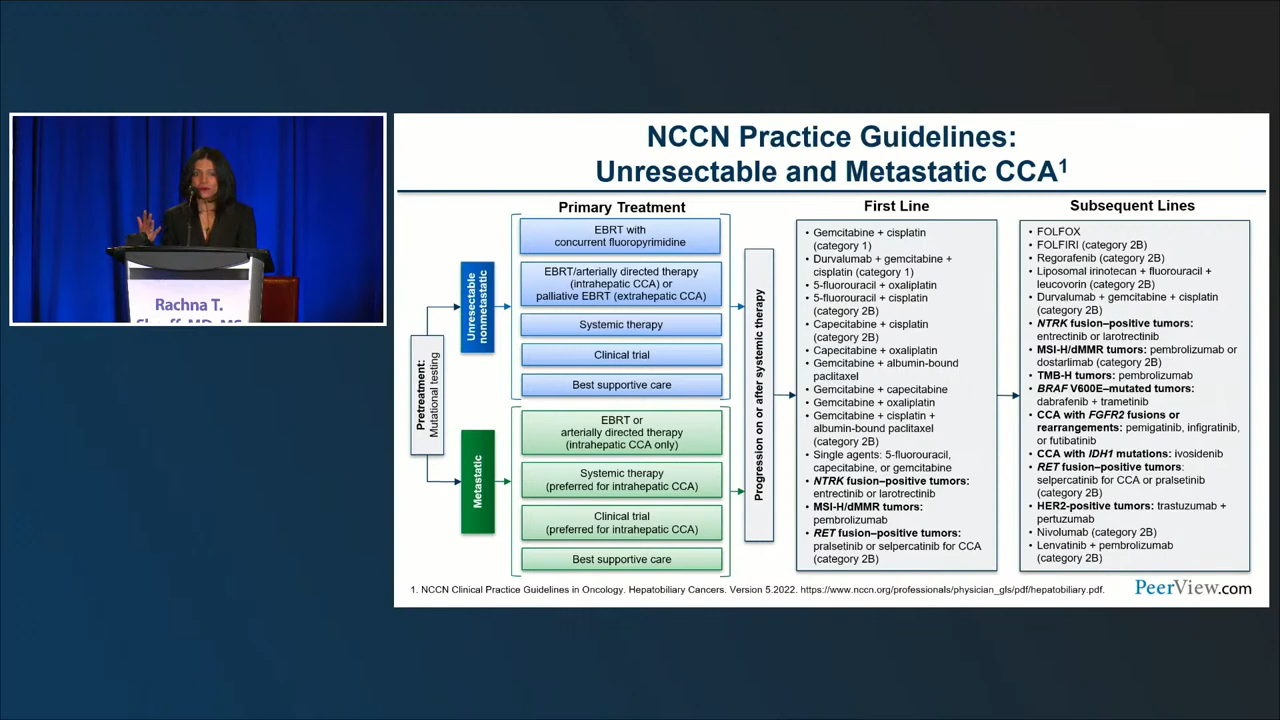 NCCN Practice Guidelines:
Unresectable and Metastatic CCA1
Rachna T.
MD, MS
Pretreatment:
Mutational testing
Unresectable
nonmetastatic
Metastatic
Primary Treatment
EBRT with
concurrent fluoropyrimidine
EBRT/arterially directed therapy
(intrahepatic CCA) or
palliative EBRT (extrahepatic CCA)
Systemic therapy
Clinical trial
Best supportive care
EBRT or
arterially directed therapy
(intrahepatic CCA only)
Systemic therapy
(preferred for intrahepatic CCA)
Clinical trial
(preferred for intrahepatic CCA)
Best supportive care
Progression on or after systemic therapy
First Line
• Gemcitabine + cisplatin
(category 1)
• Durvalumab + gemcitabine +
cisplatin (category 1)
• 5-fluorouracil + oxaliplatin
• 5-fluorouracil + cisplatin
(category 2B)
• Capecitabine + cisplatin
(category 2B)
• Capecitabine + oxaliplatin
• Gemcitabine + albumin-bound
paclitaxel
• Gemcitabine + capecitabine
• Gemcitabine + oxaliplatin
• Gemcitabine + cisplatin +
albumin-bound paclitaxel
(category 2B)
• Single agents: 5-fluorouracil,
capecitabine, or gemcitabine
• NTRK fusion–positive tumors:
entrectinib or larotrectinib
• MSI-H/dMMR tumors:
pembrolizumab
• RET fusion–positive tumors:
pralsetinib or selpercatinib for CCA
(category 2B)
Subsequent Lines
• FOLFOX
• FOLFIRI (category 2B)
• Regorafenib (category 2B)
• Liposomal irinotecan + fluorouracil +
leucovorin (category 2B)
• Durvalumab + gemcitabine + cisplatin
(category 2B)
• NTRK fusion–positive tumors:
entrectinib or larotrectinib
• MSI-H/dMMR tumors: pembrolizumab or
dostarlimab (category 2B)
• TMB-H tumors: pembrolizumab
• BRAF V600E–mutated tumors:
dabrafenib + trametinib
• CCA with FGFR2 fusions or
rearrangements: pemigatinib, infigratinib,
or futibatinib
• CCA with IDH1 mutations: ivosidenib
• RET fusion–positive tumors:
selpercatinib for CCA or pralsetinib
(category 2B)
• HER2-positive tumors: trastuzumab +
pertuzumab
• Nivolumab (category 2B)
• Lenvatinib + pembrolizumab
(category 2B)
1. NCCN Clinical Practice Guidelines in Oncology. Hepatobiliary Cancers. Version 5.2022. https://www.nccn.org/professionals/physician_gls/pdf/hepatobiliary.pdf.
PeerView.com